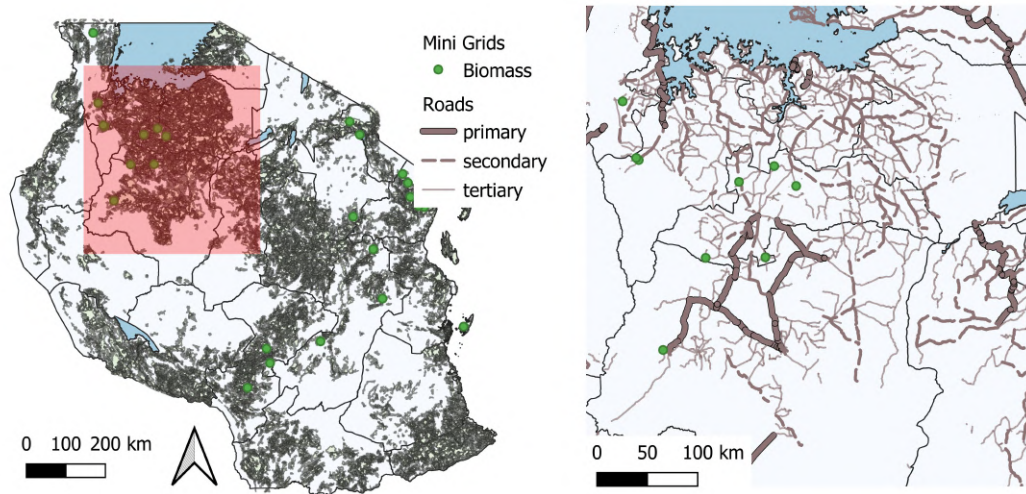 Mini Grids
Biomass
Roads
primary
secondary
tertiary
0 100 200 km
0 50 100 km